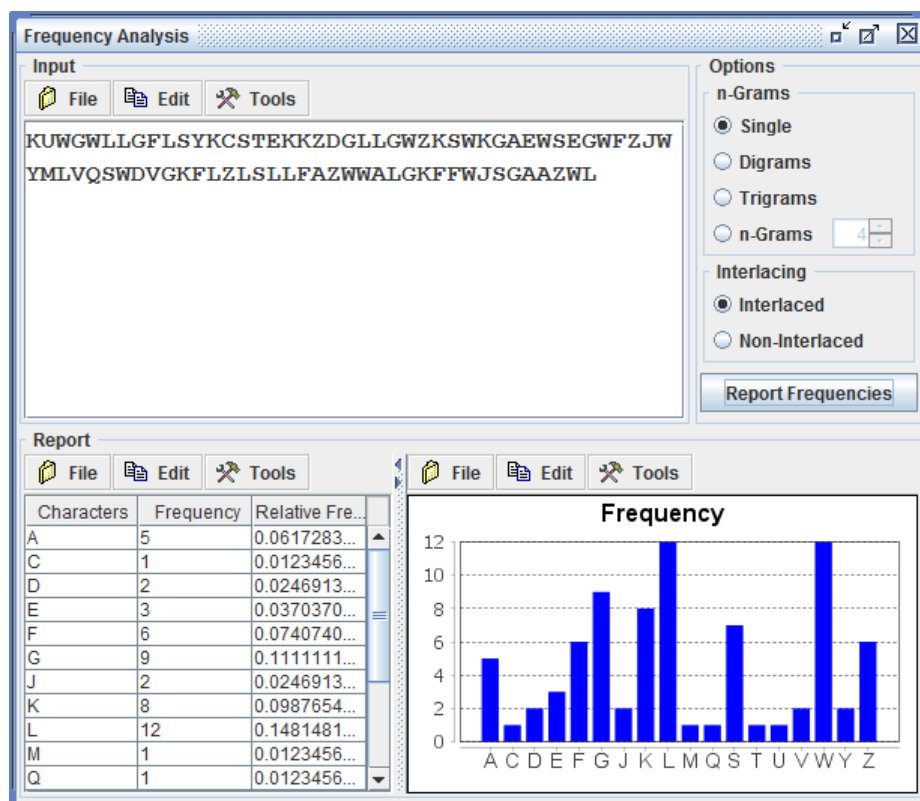 Frequency Analysis
Input
File Edit Tools
KUWGWLLGFLSYKCSTEKKZDGLLGWZKSWKGAEWSEGWFZJW
YMLVQSWDVGKFLZLSLLFAZWWALGKFFWJSGAAZWL
Options
n-Grams
Single
Digrams
Trigrams
n-Grams 4
Interlacing
Interlaced
Non-Interlaced
Report Frequencies
Report
File Edit Tools
Characters Frequency Relative Fre...
A 5 0.0617283...
C 1 0.0123456...
D 2 0.0246913...
E 3 0.0370370...
F 6 0.0740740...
G 9 0.1111111...
J 2 0.0246913...
K 8 0.0987654...
L 12 0.1481481...
M 1 0.0123456...
Q 1 0.0123456...
File Edit Tools
Frequency
12
10
8
6
4
2
0
A C D E F G J K L M Q S T U V W Y Z